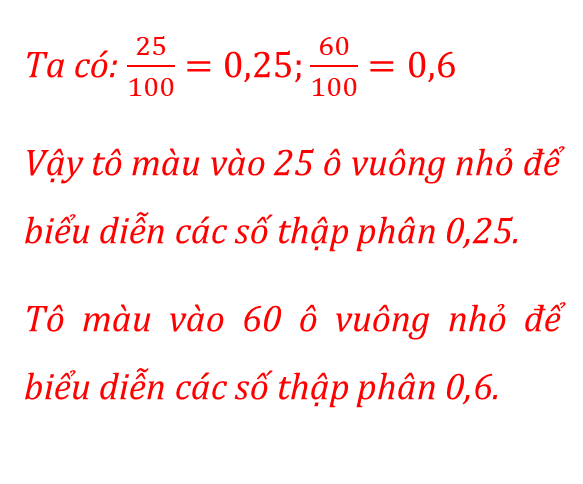 Ta có: 25/100 = 0,25; 60/100 = 0,6
Vậy tô màu vào 25 ô vuông nhỏ để
biểu diễn các số thập phân 0,25.
Tô màu vào 60 ô vuông nhỏ để
biểu diễn các số thập phân 0,6.